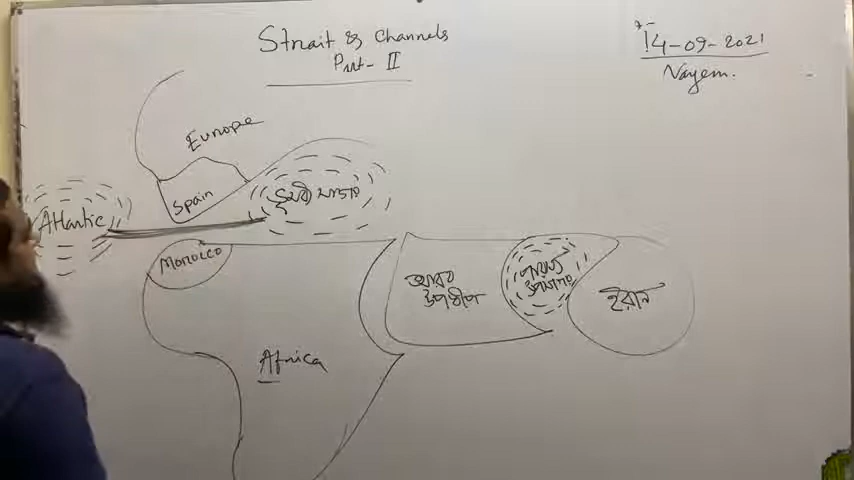 Strait & Channels
Part- II
14-09-2021
Nayem.
Europe
Spain
ভূমধ্য সাগর
Atlantic
Morocco
আরব
উপদ্বীপ
পারস্য
উপসাগর
ইরান
Africa